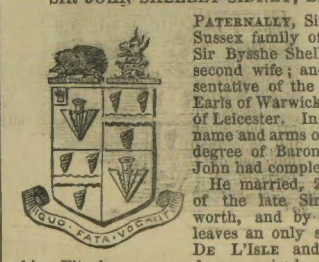 SIR JOHN SHELLEY SIDNEY,
PATERNALLY, Si
Sussex family of
Sir Bysshe Shell
second wife; an
sentative of the
Earls of Warwick
of Leicester. In
name and arms o
degree of Baron
John had comple
He married, 2
of the late Sir
worth, and by
leaves an only s
DE L'ISLE and
QUO FATA VOCANT